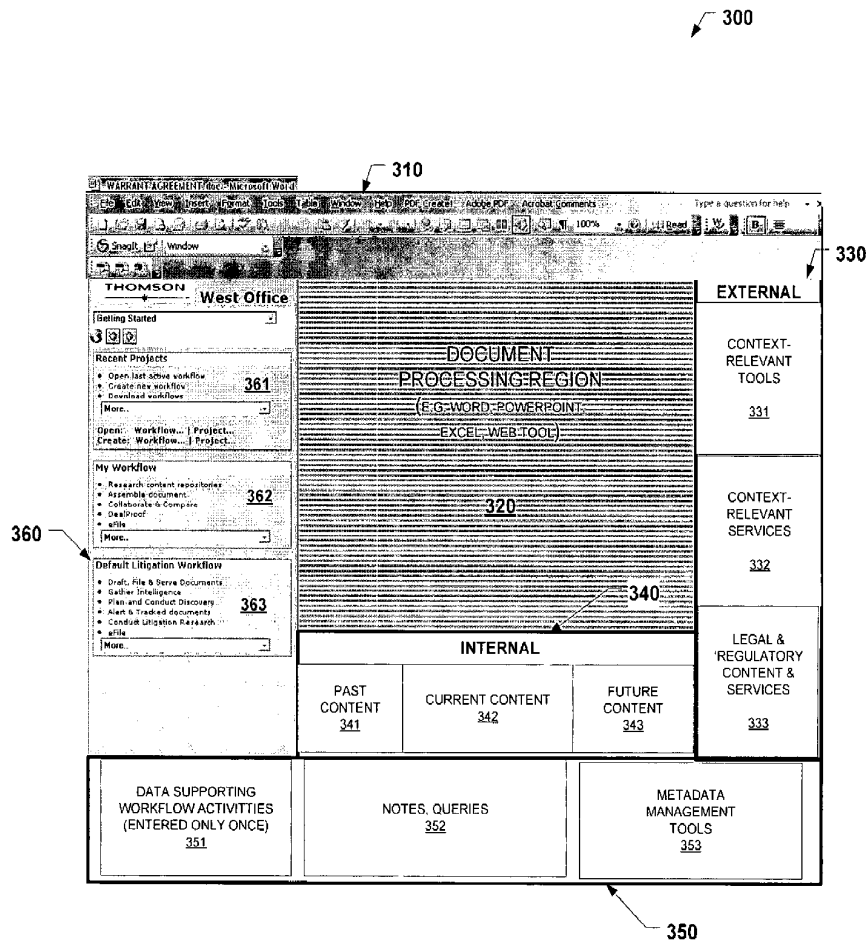 300
310
WARRANT AGREEMENT.doc - Microsoft Word
File Edit View Insert Format Tools Table Window Help PDF Create! Adobe PDF Acrobat Comments Type a question for help
100% Read
SnagIt Window
330
THOMSON
West Office
Getting Started
Recent Projects
• Open last active workflow
• Create new workflow
• Download workflows
361
More..
Open: Workflow... | Project...
Create: Workflow... | Project...
My Workflow
• Research content repositories
• Assemble document
• Collaborate & Compare
• DealProof
• eFile
362
More..
360
Default Litigation Workflow
• Draft, File & Serve Documents
• Gather Intelligence
• Plan and Conduct Discovery
• Alert & Tracked documents
• Conduct Litigation Research
• eFile
363
More..
DOCUMENT
PROCESSING REGION
(E.G. WORD, POWERPOINT,
EXCEL, WEB TOOL)
320
EXTERNAL
CONTEXT-
RELEVANT
TOOLS
331
CONTEXT-
RELEVANT
SERVICES
332
LEGAL &
'REGULATORY
CONTENT &
SERVICES
333
340
INTERNAL
PAST
CONTENT
341
CURRENT CONTENT
342
FUTURE
CONTENT
343
DATA SUPPORTING
WORKFLOW ACTIVITTIES
(ENTERED ONLY ONCE)
351
NOTES, QUERIES
352
METADATA
MANAGEMENT
TOOLS
353
350